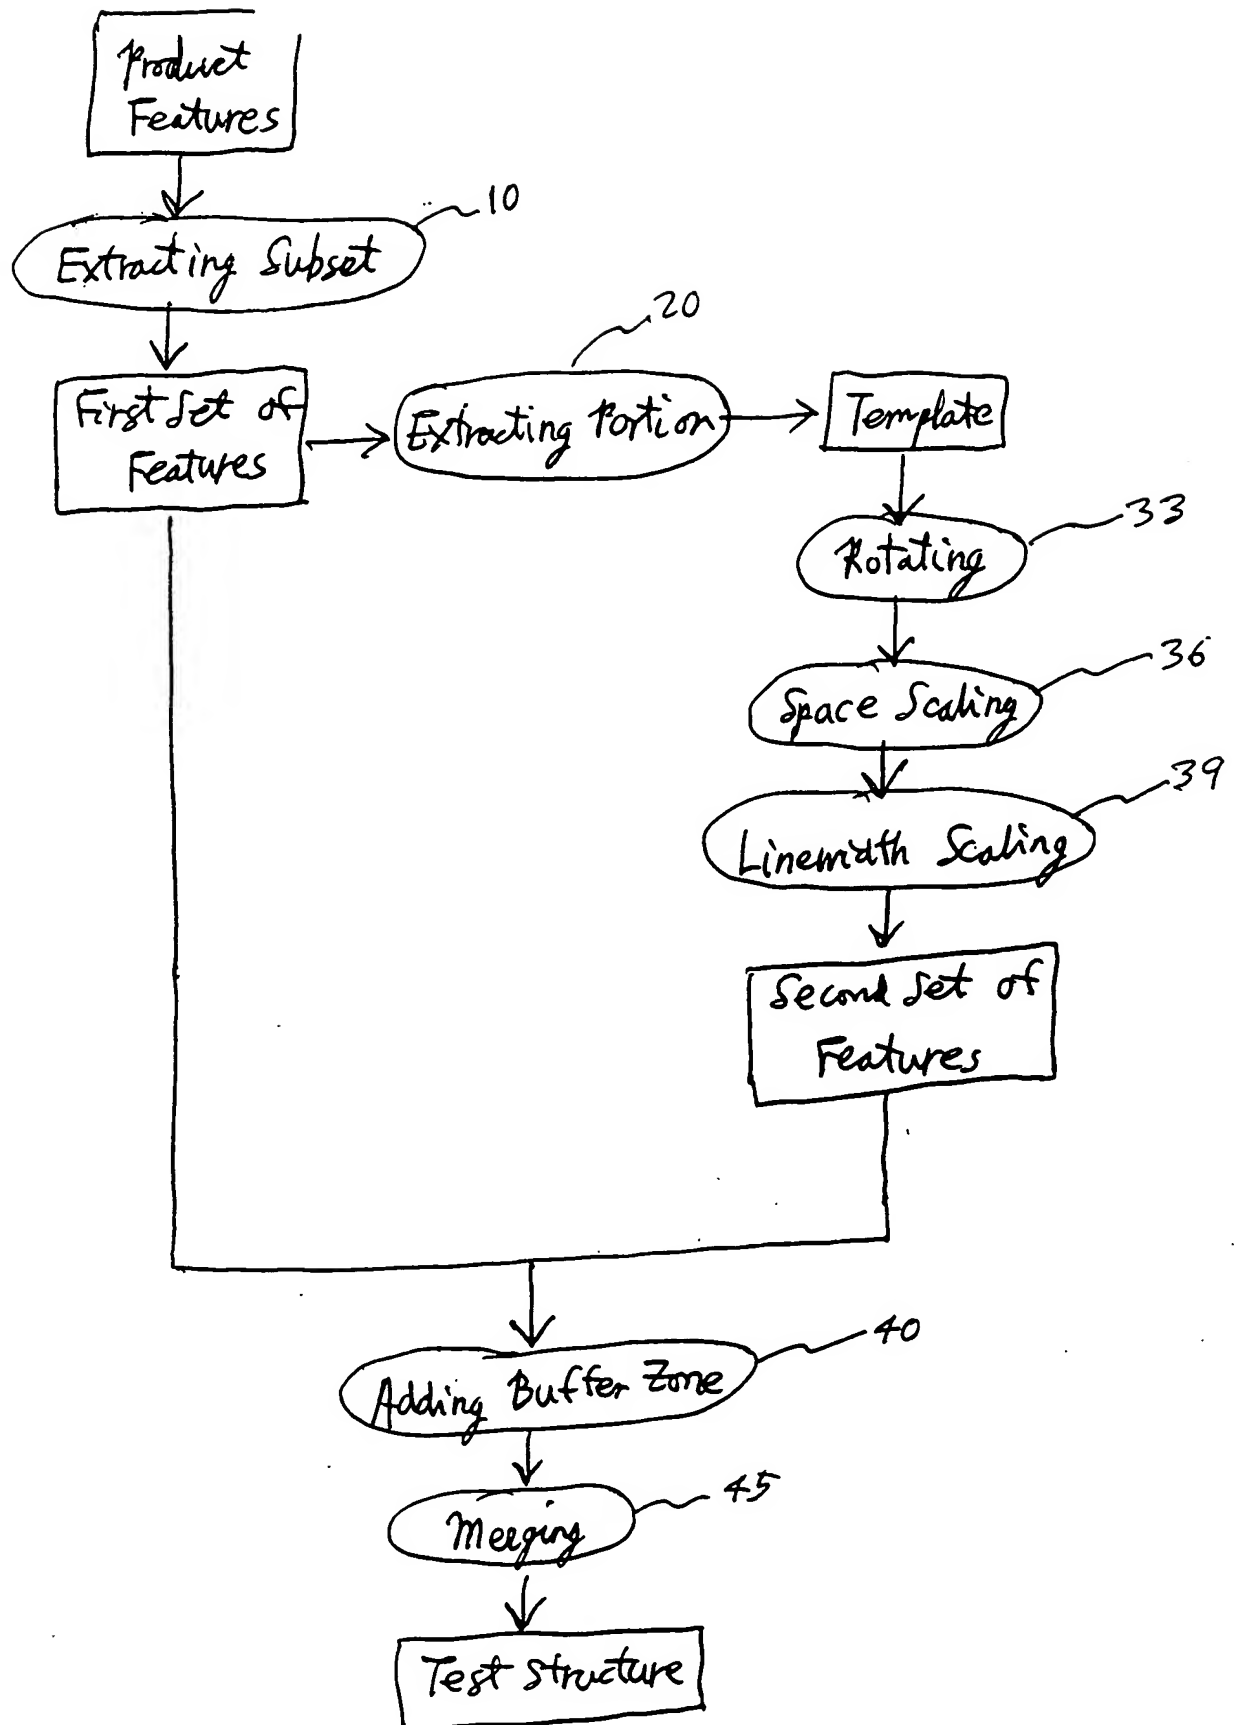 Product
Features
10
Extracting Subset
20
First Set of
Features
Extracting Portion
Template
33
Rotating
36
Space Scaling
39
Linewidth Scaling
Second Set of
Features
40
Adding Buffer Zone
45
Merging
Test Structure